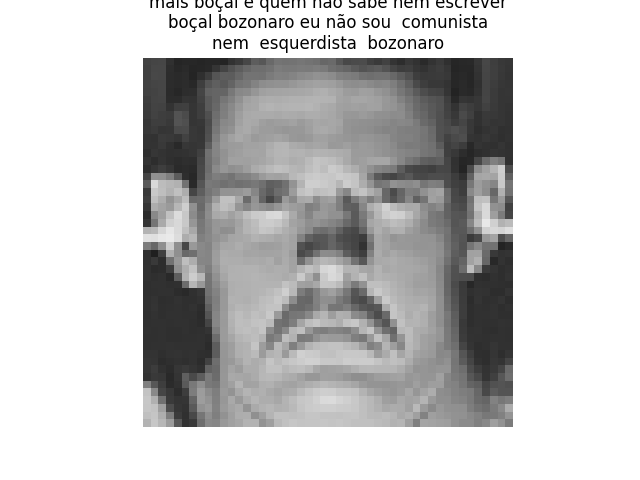 mais boçal é quem não sabe nem escrever
boçal bozonaro eu não sou  comunista
nem  esquerdista  bozonaro